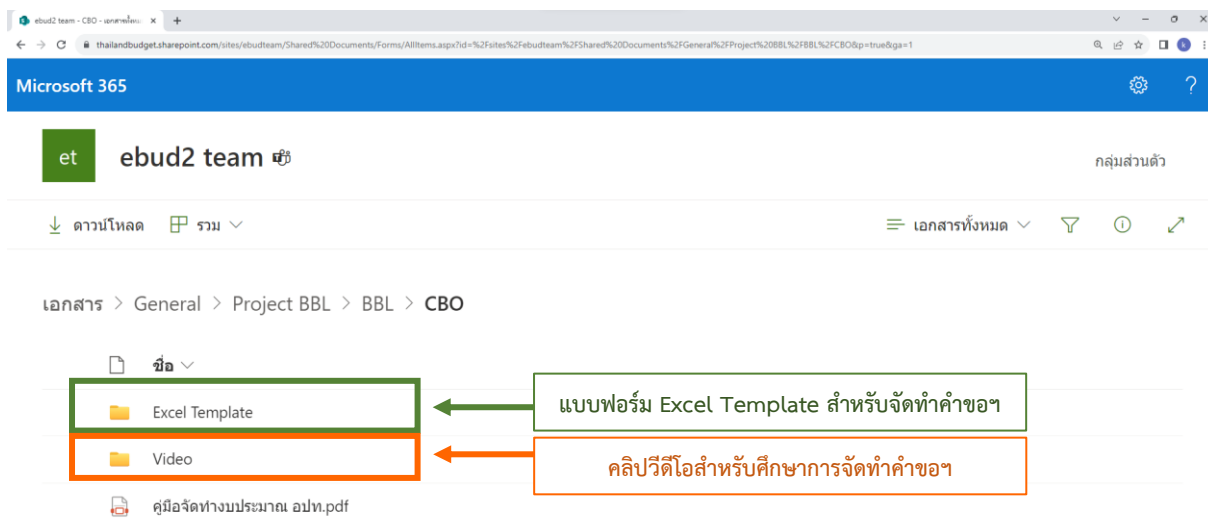 ebud2 team - CBO - เอกสารทั้งหมด
thailandbudget.sharepoint.com/sites/ebudteam/Shared%20Documents/Forms/AllItems.aspx?id=%2Fsites%2Febudteam%2FShared%20Documents%2FGeneral%2FProject%20BBL%2FBBL%2FCBO&p=true&ga=1
k
Microsoft 365
et
ebud2 team
กลุ่มส่วนตัว
ดาวน์โหลด
รวม
เอกสารทั้งหมด
เอกสาร > General > Project BBL > BBL > CBO
ชื่อ
Excel Template
แบบฟอร์ม Excel Template สำหรับจัดทำคำขอฯ
Video
คลิปวีดีโอสำหรับศึกษาการจัดทำคำขอฯ
คู่มือจัดทำงบประมาณ อปท.pdf